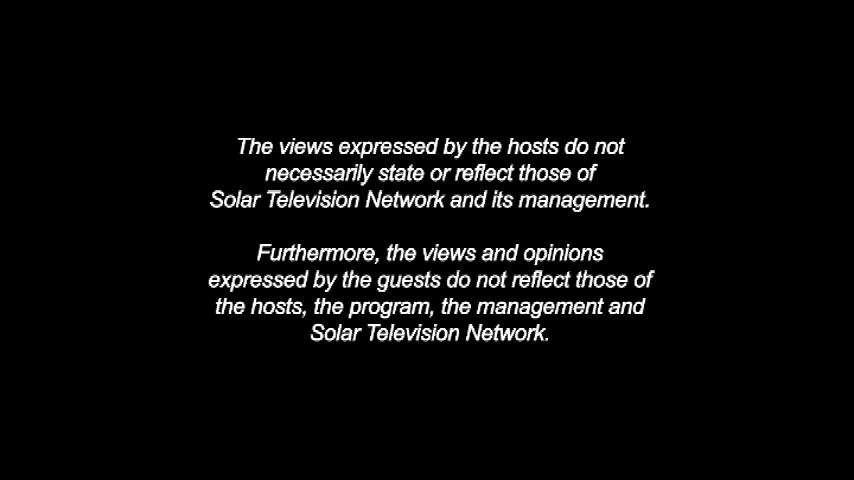 The views expressed by the hosts do not
necessarily state or reflect those of
Solar Television Network and its management.
Furthermore, the views and opinions
expressed by the guests do not reflect those of
the hosts, the program, the management and
Solar Television Network.